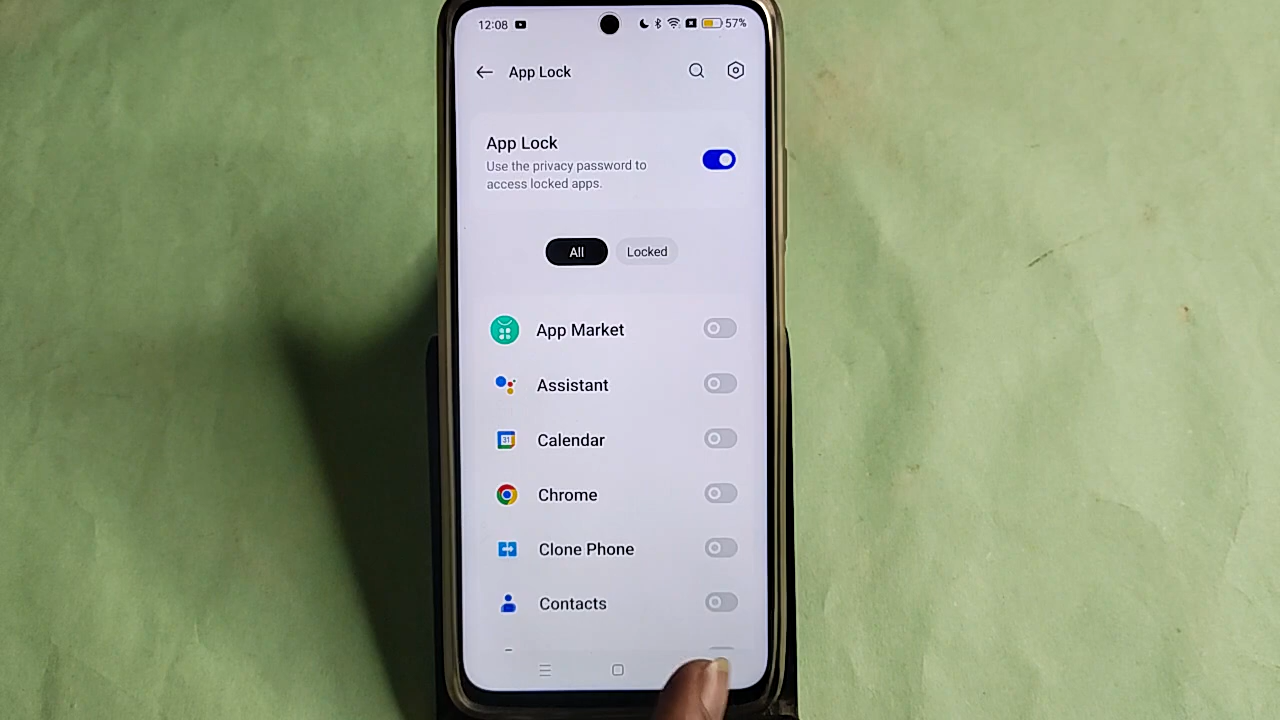 12:08 57%
App Lock
App Lock
Use the privacy password to
access locked apps.
All Locked
App Market
Assistant
31
Calendar
Chrome
Clone Phone
Contacts